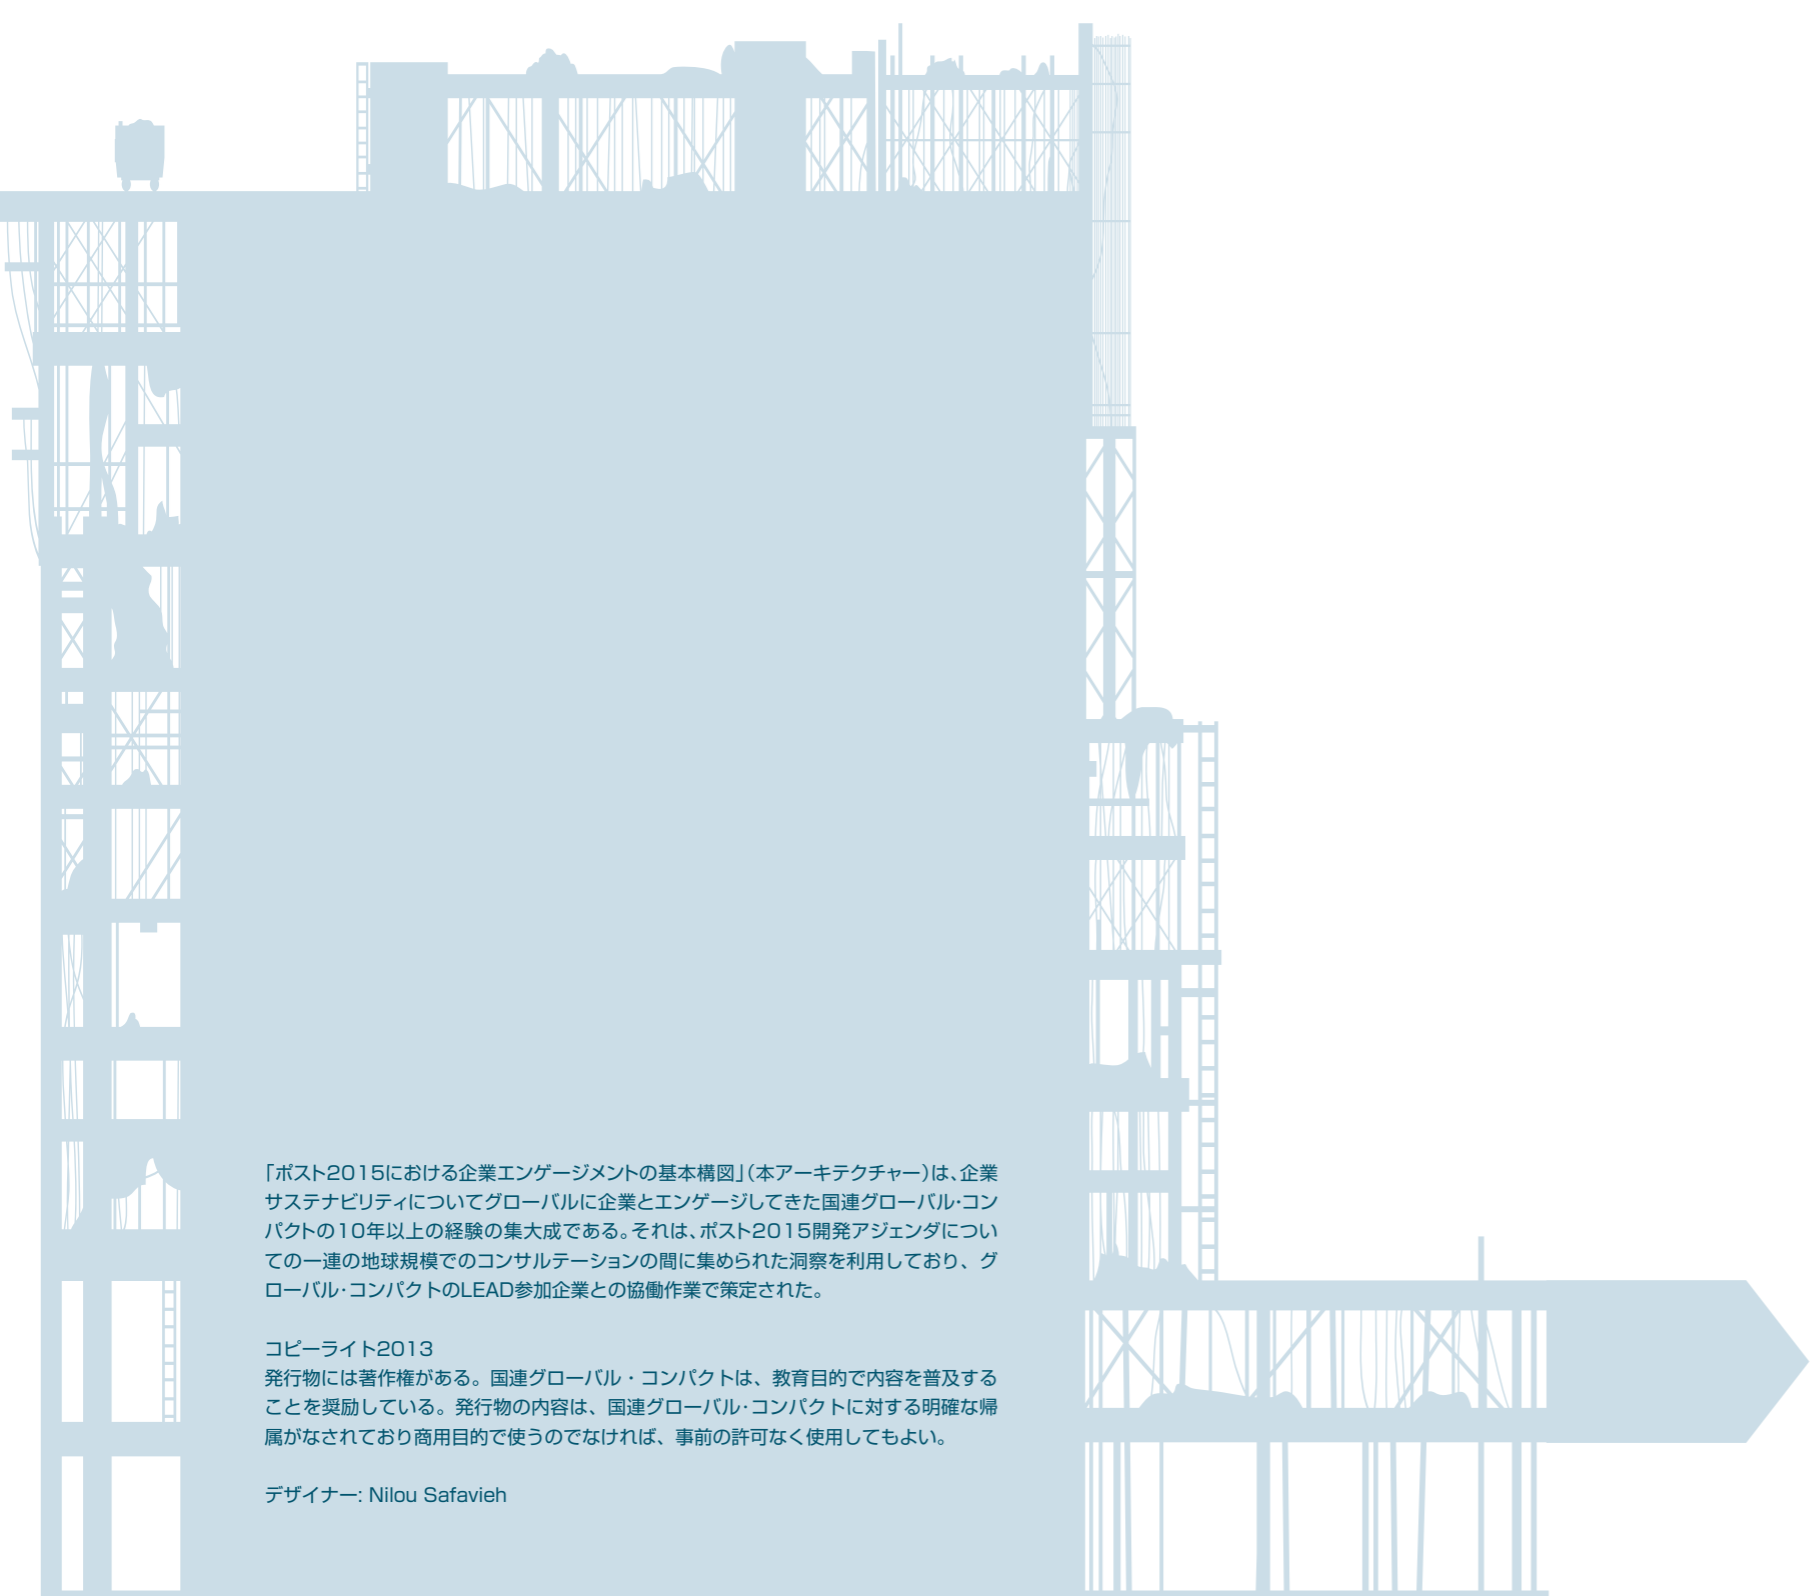 「ポスト2015における企業エンゲージメントの基本構図」(本アーキテクチャー)は、企業
サステナビリティについてグローバルに企業とエンゲージしてきた国連グローバル・コン
パクトの10年以上の経験の集大成である。それは、ポスト2015開発アジェンダについ
ての一連の地球規模でのコンサルテーションの間に集められた洞察を利用しており、グ
ローバル・コンパクトのLEAD参加企業との協働作業で策定された。
コピーライト2013
発行物には著作権がある。国連グローバル・コンパクトは、教育目的で内容を普及する
ことを奨励している。発行物の内容は、国連グローバル・コンパクトに対する明確な帰
属がなされており商用目的で使うのでなければ、事前の許可なく使用してもよい。
デザイナー: Nilou Safavieh